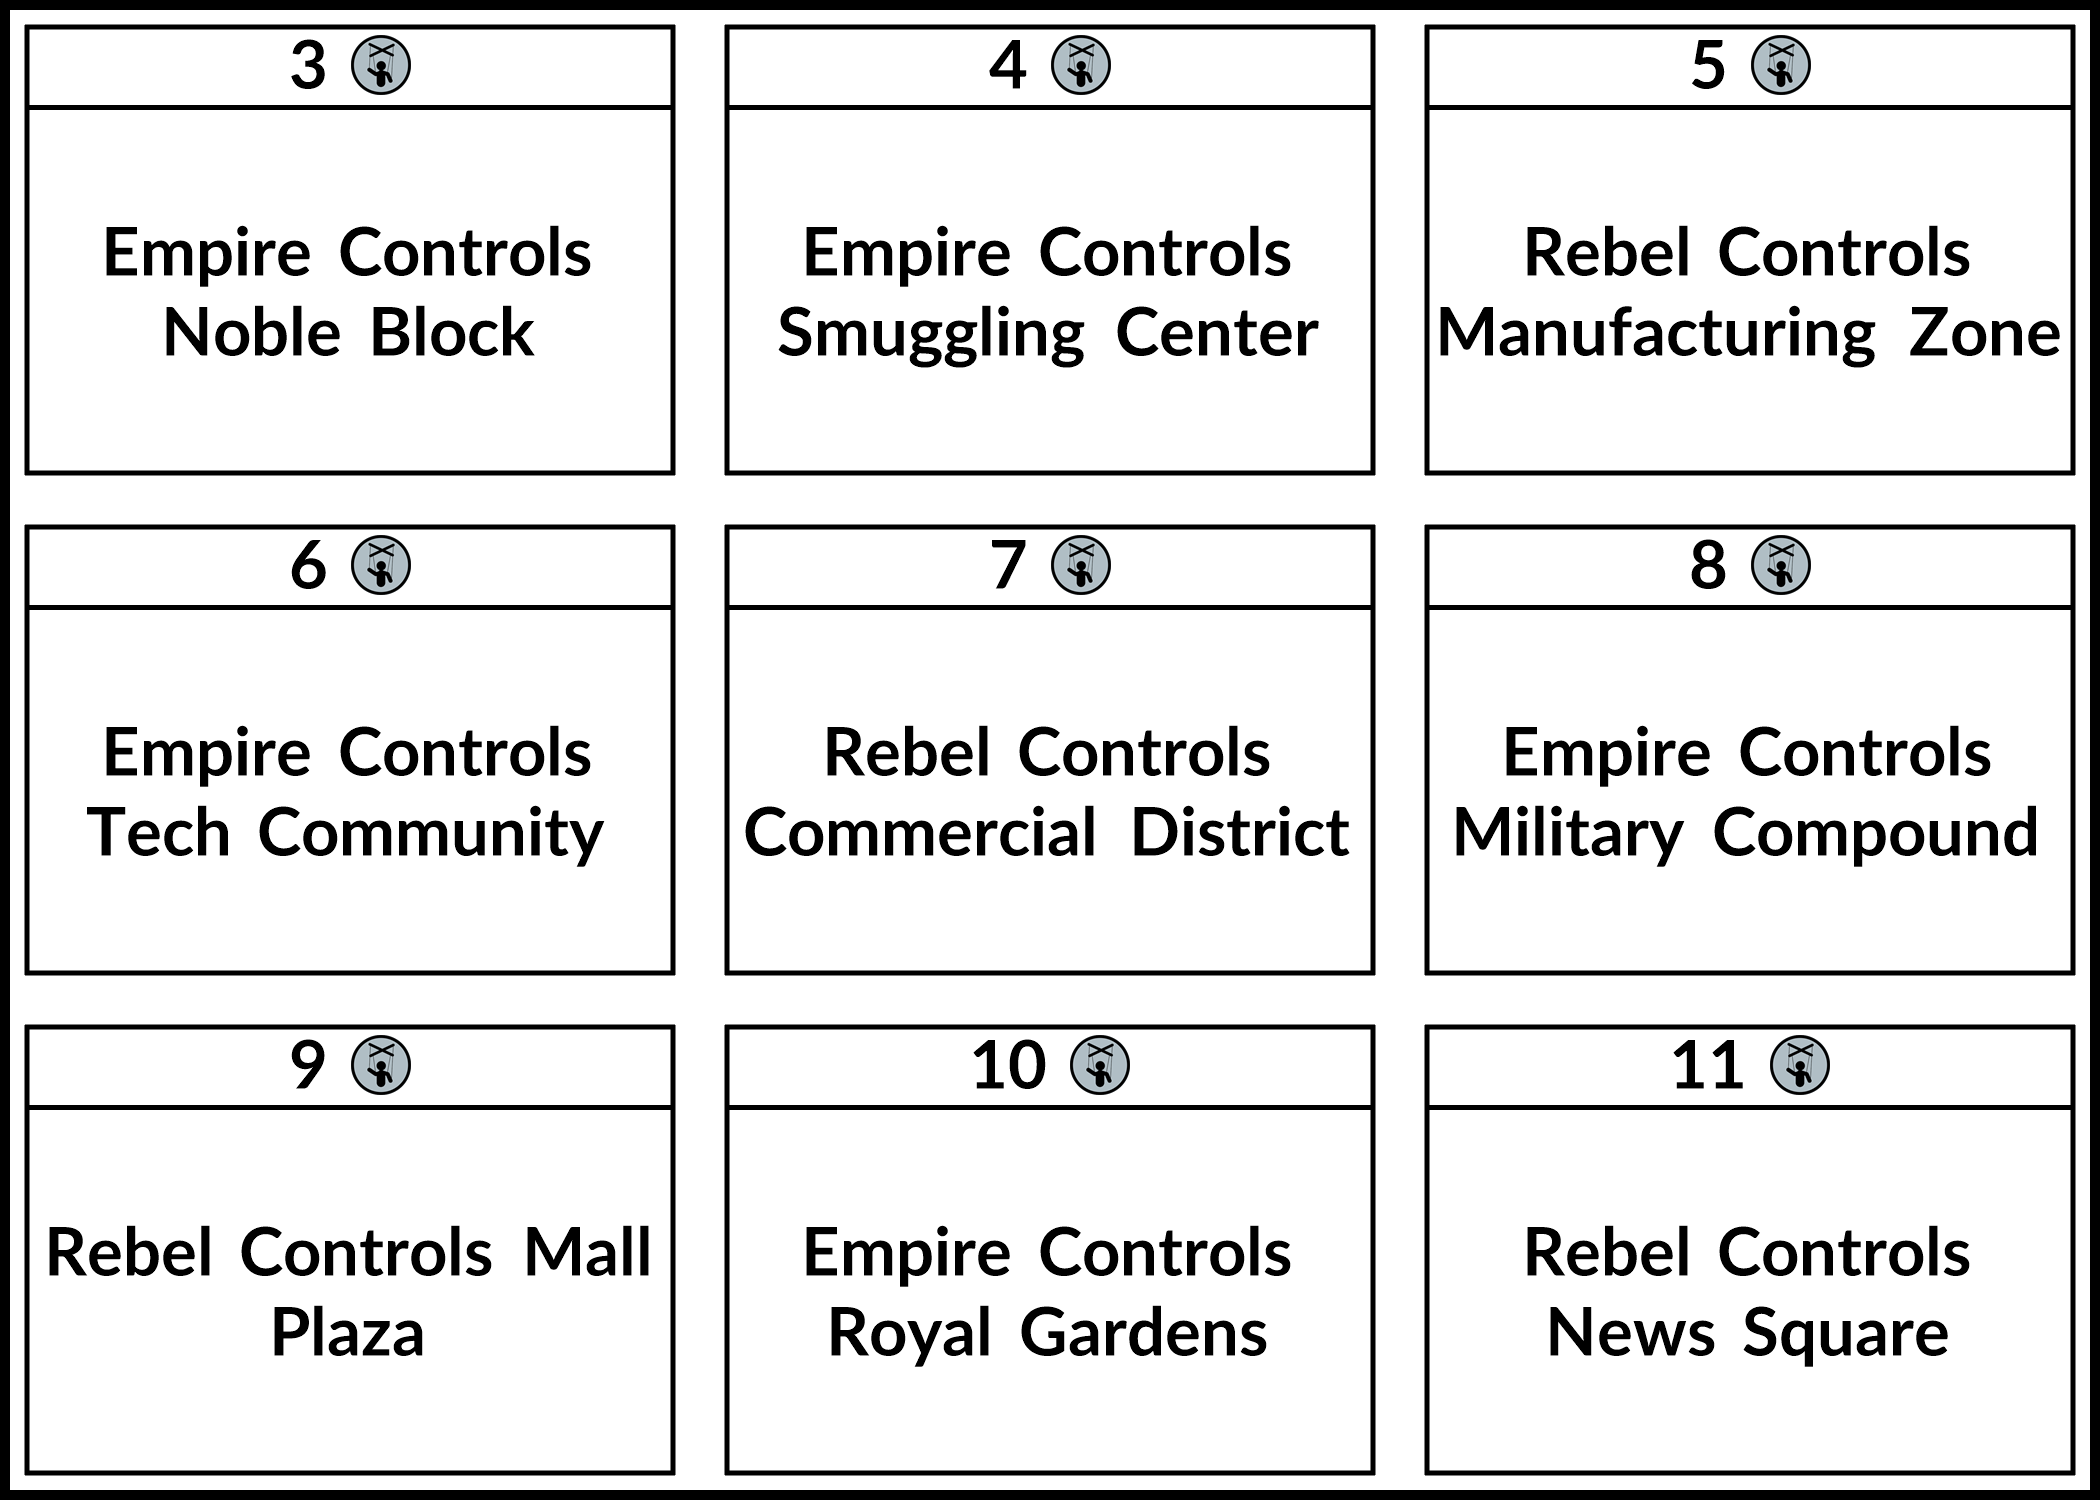 3
Empire Controls
Noble Block
4
Empire Controls
Smuggling Center
5
Rebel Controls
Manufacturing Zone
6
Empire Controls
Tech Community
7
Rebel Controls
Commercial District
8
Empire Controls
Military Compound
9
Rebel Controls Mall
Plaza
10
Empire Controls
Royal Gardens
11
Rebel Controls
News Square